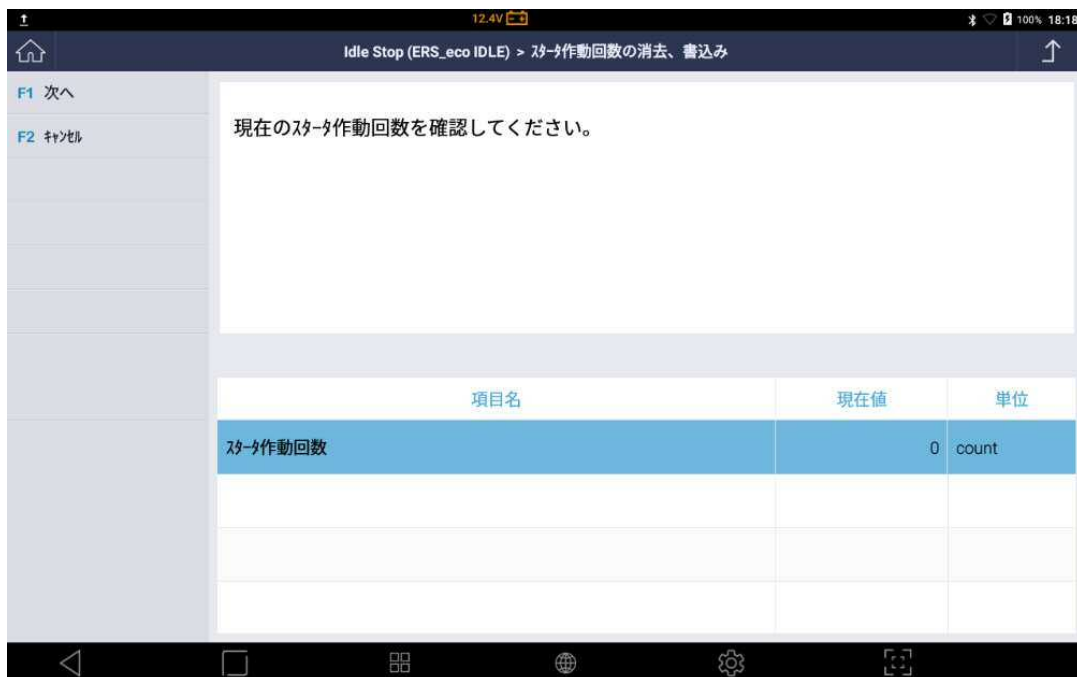 12.4V
100% 18:18
Idle Stop (ERS_eco IDLE) > ｽﾀｰﾀ作動回数の消去、書込み
F1 次へ
F2 ｷｬﾝｾﾙ
現在のｽﾀｰﾀ作動回数を確認してください。
項目名 現在値 単位
ｽﾀｰﾀ作動回数 0 count